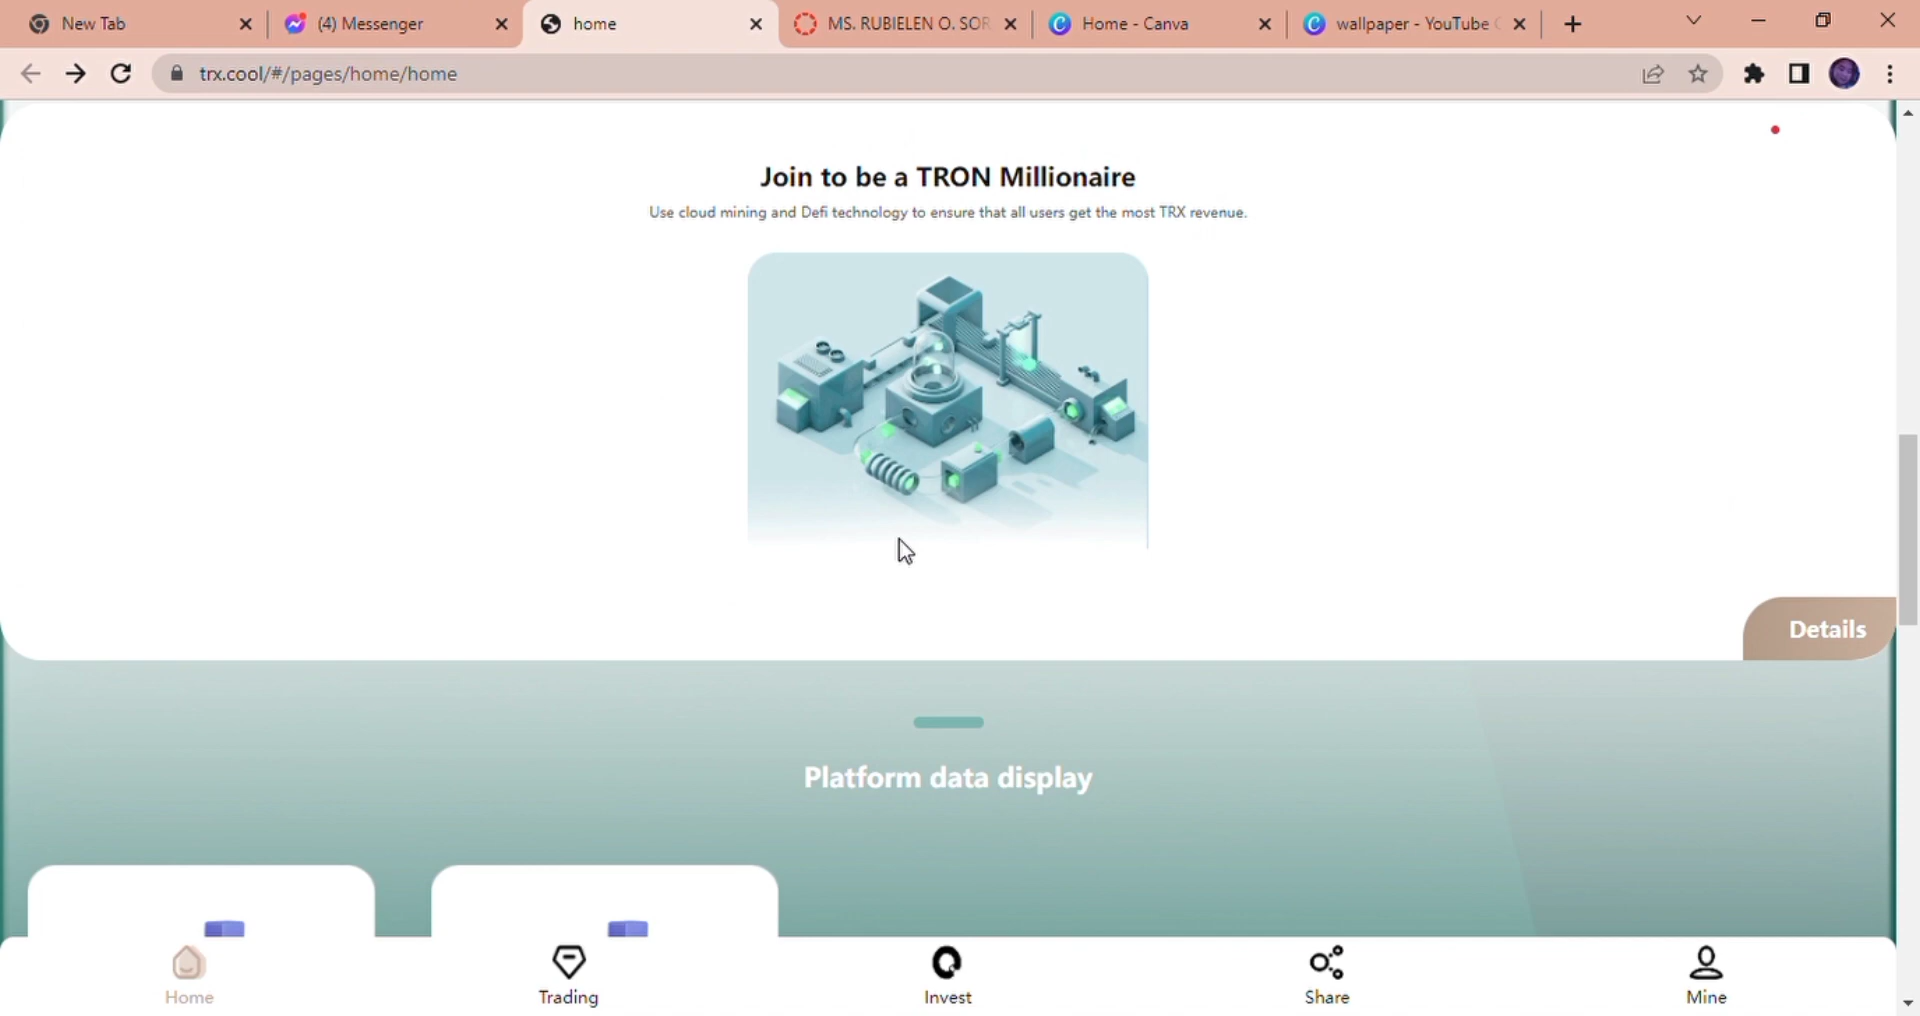 New Tab
(4) Messenger
home
MS. RUBIELEN O. SOR
Home - Canva
wallpaper - YouTube
trx.cool/#/pages/home/home
Join to be a TRON Millionaire
Use cloud mining and Defi technology to ensure that all users get the most TRX revenue.
Details
Platform data display
Home
Trading
Invest
Share
Mine